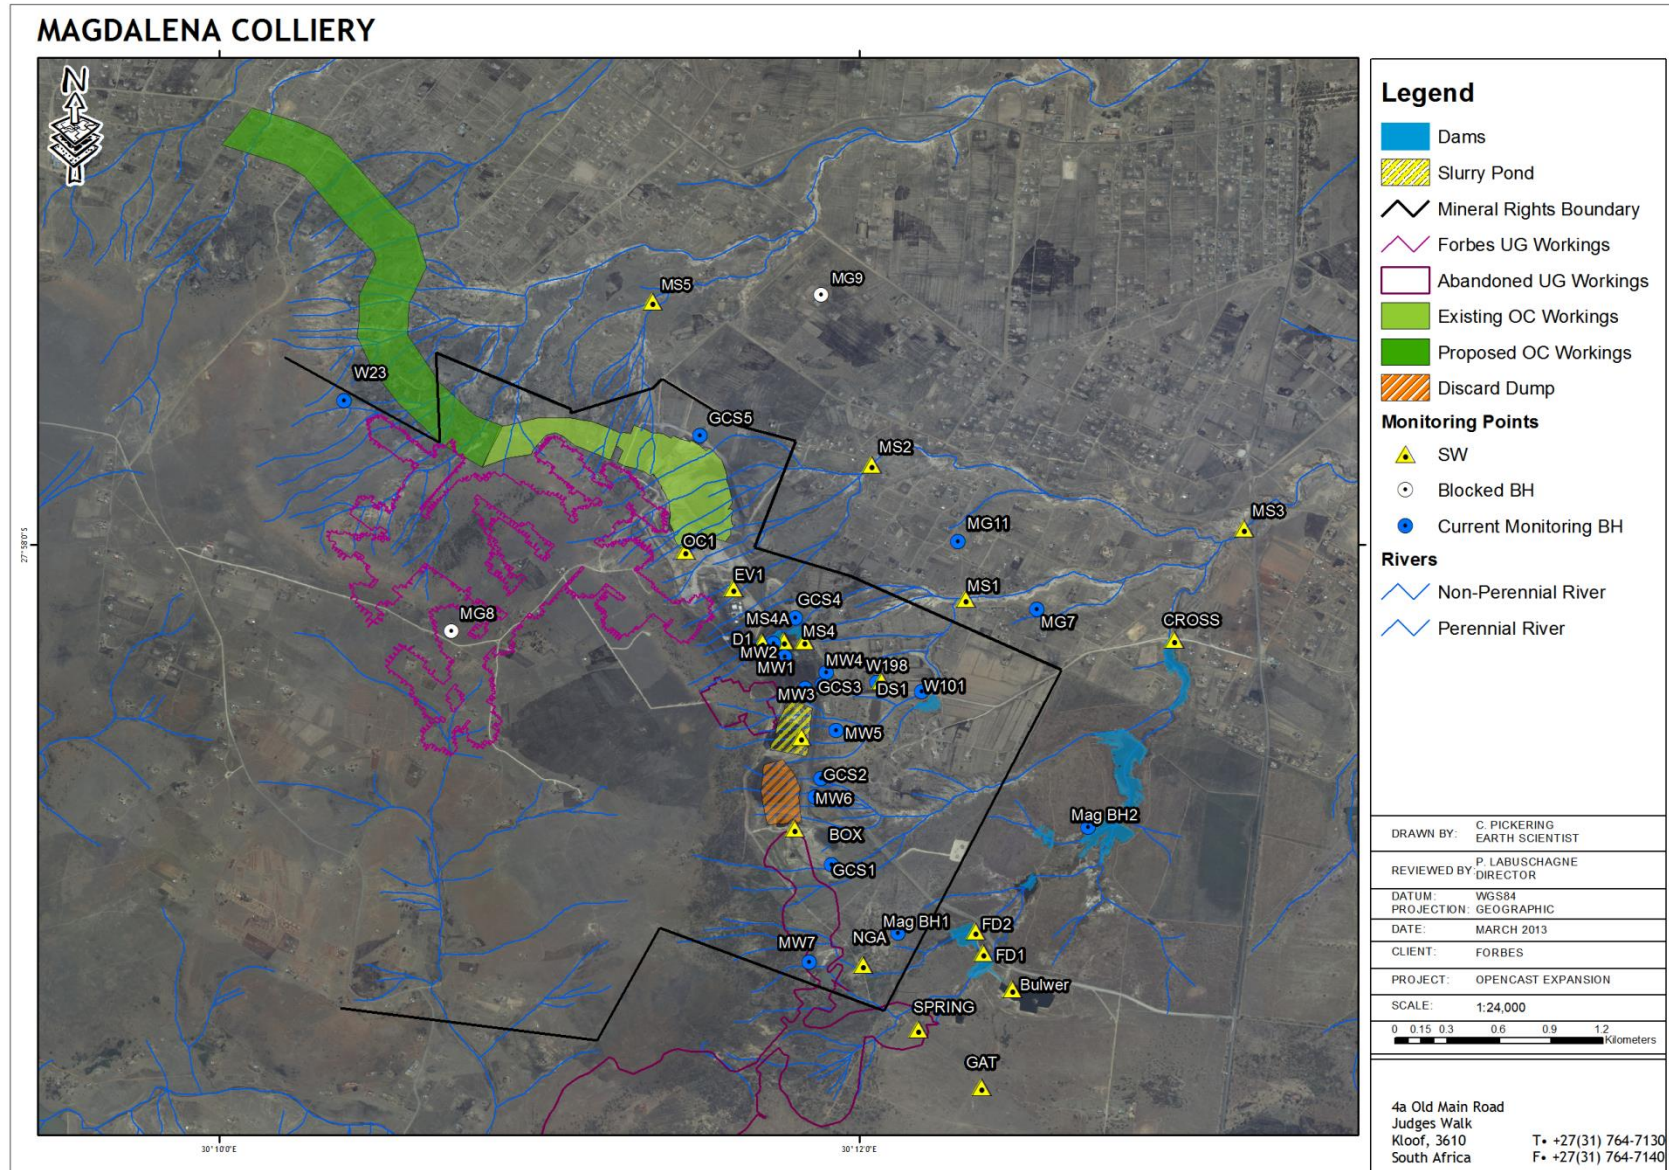 MAGDALENA COLLIERY
N
MS5
MG9
W23
GCS5
MS2
MG11
MS3
OC1
EV1
MS1
GCS4
MG8
MS4A
MS4
MG7
CROSS
D1
MW2
MW1
MW4
W198
GCS3
DS1
W101
MW3
MW5
GCS2
MW6
Mag BH2
BOX
GCS1
Mag BH1
FD2
MW7
NGA
FD1
Bulwer
SPRING
GAT
27°58'0"S
30°10'0"E
30°12'0"E
Legend
Dams
Slurry Pond
Mineral Rights Boundary
Forbes UG Workings
Abandoned UG Workings
Existing OC Workings
Proposed OC Workings
Discard Dump
Monitoring Points
SW
Blocked BH
Current Monitoring BH
Rivers
Non-Perennial River
Perennial River
DRAWN BY: C. PICKERING
EARTH SCIENTIST
REVIEWED BY: P. LABUSCHAGNE
DIRECTOR
DATUM: WGS84
PROJECTION: GEOGRAPHIC
DATE: MARCH 2013
CLIENT: FORBES
PROJECT: OPENCAST EXPANSION
SCALE: 1:24,000
0 0.15 0.3 0.6 0.9 1.2
Kilometers
4a Old Main Road
Judges Walk
Kloof, 3610 T• +27(31) 764-7130
South Africa F• +27(31) 764-7140